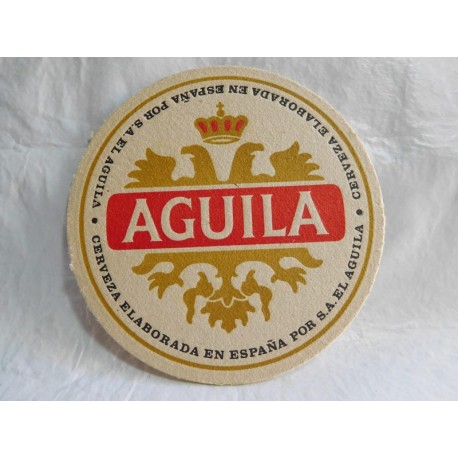 CERVEZA ELABORADA EN ESPAÑA POR S.A. EL AGUILA
AGUILA
CERVEZA ELABORADA EN ESPAÑA POR S.A. EL AGUILA